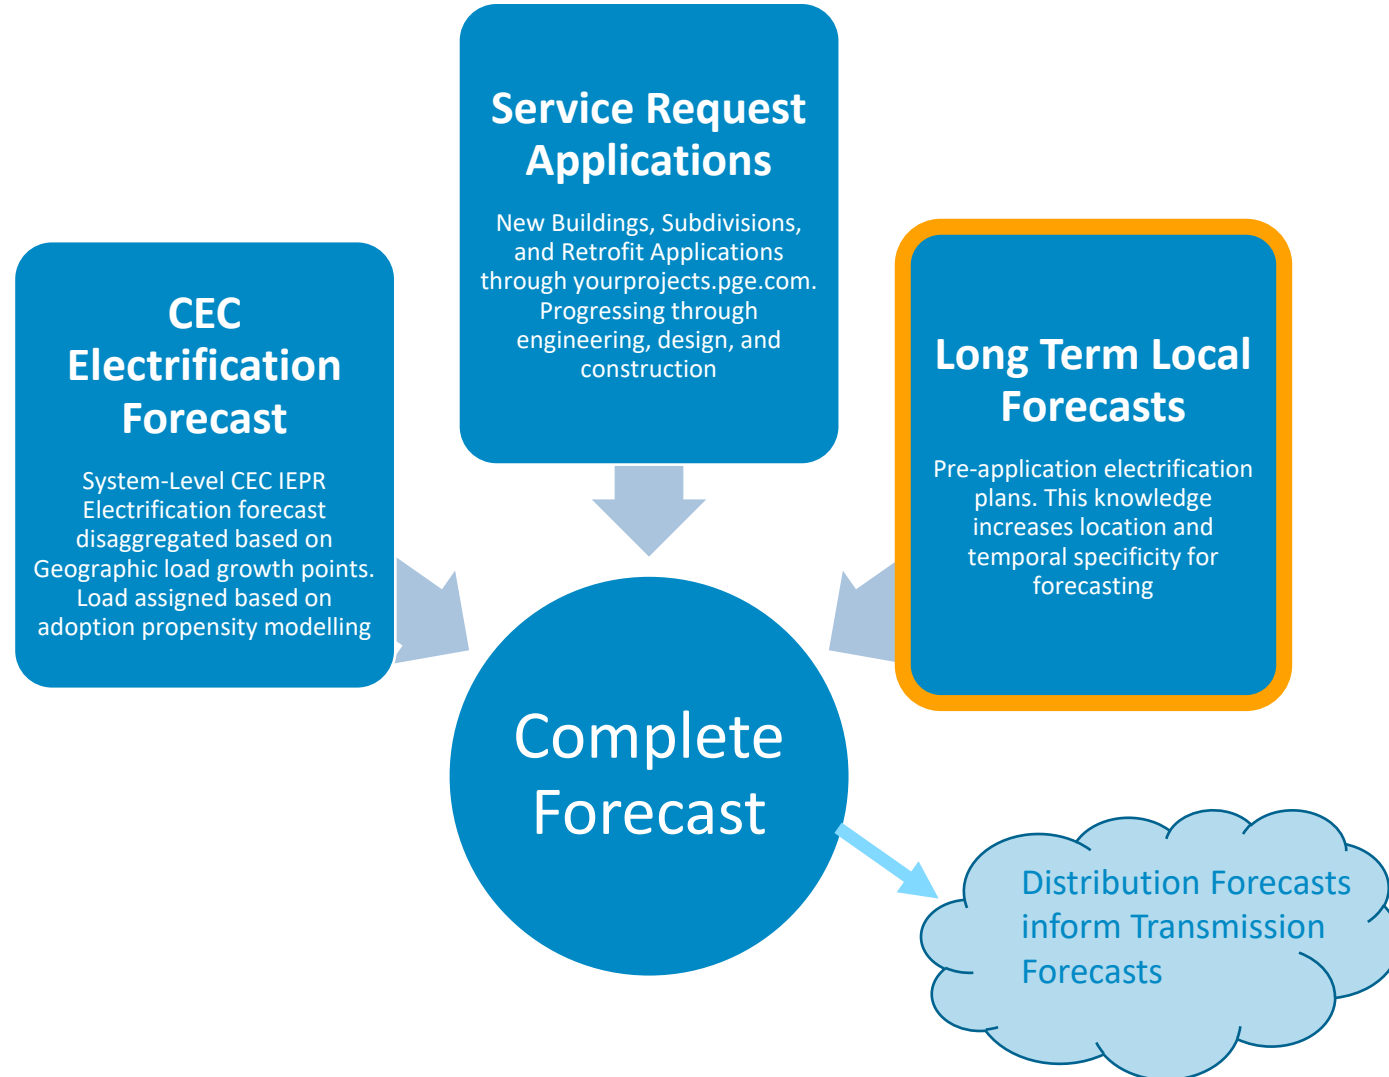 Service Request
Applications
New Buildings, Subdivisions,
and Retrofit Applications
through yourprojects.pge.com.
Progressing through
engineering, design, and
construction
CEC
Electrification
Forecast
System-Level CEC IEPR
Electrification forecast
disaggregated based on
Geographic load growth points.
Load assigned based on
adoption propensity modelling
Long Term Local
Forecasts
Pre-application electrification
plans. This knowledge
increases location and
temporal specificity for
forecasting
Complete
Forecast
Distribution Forecasts
inform Transmission
Forecasts